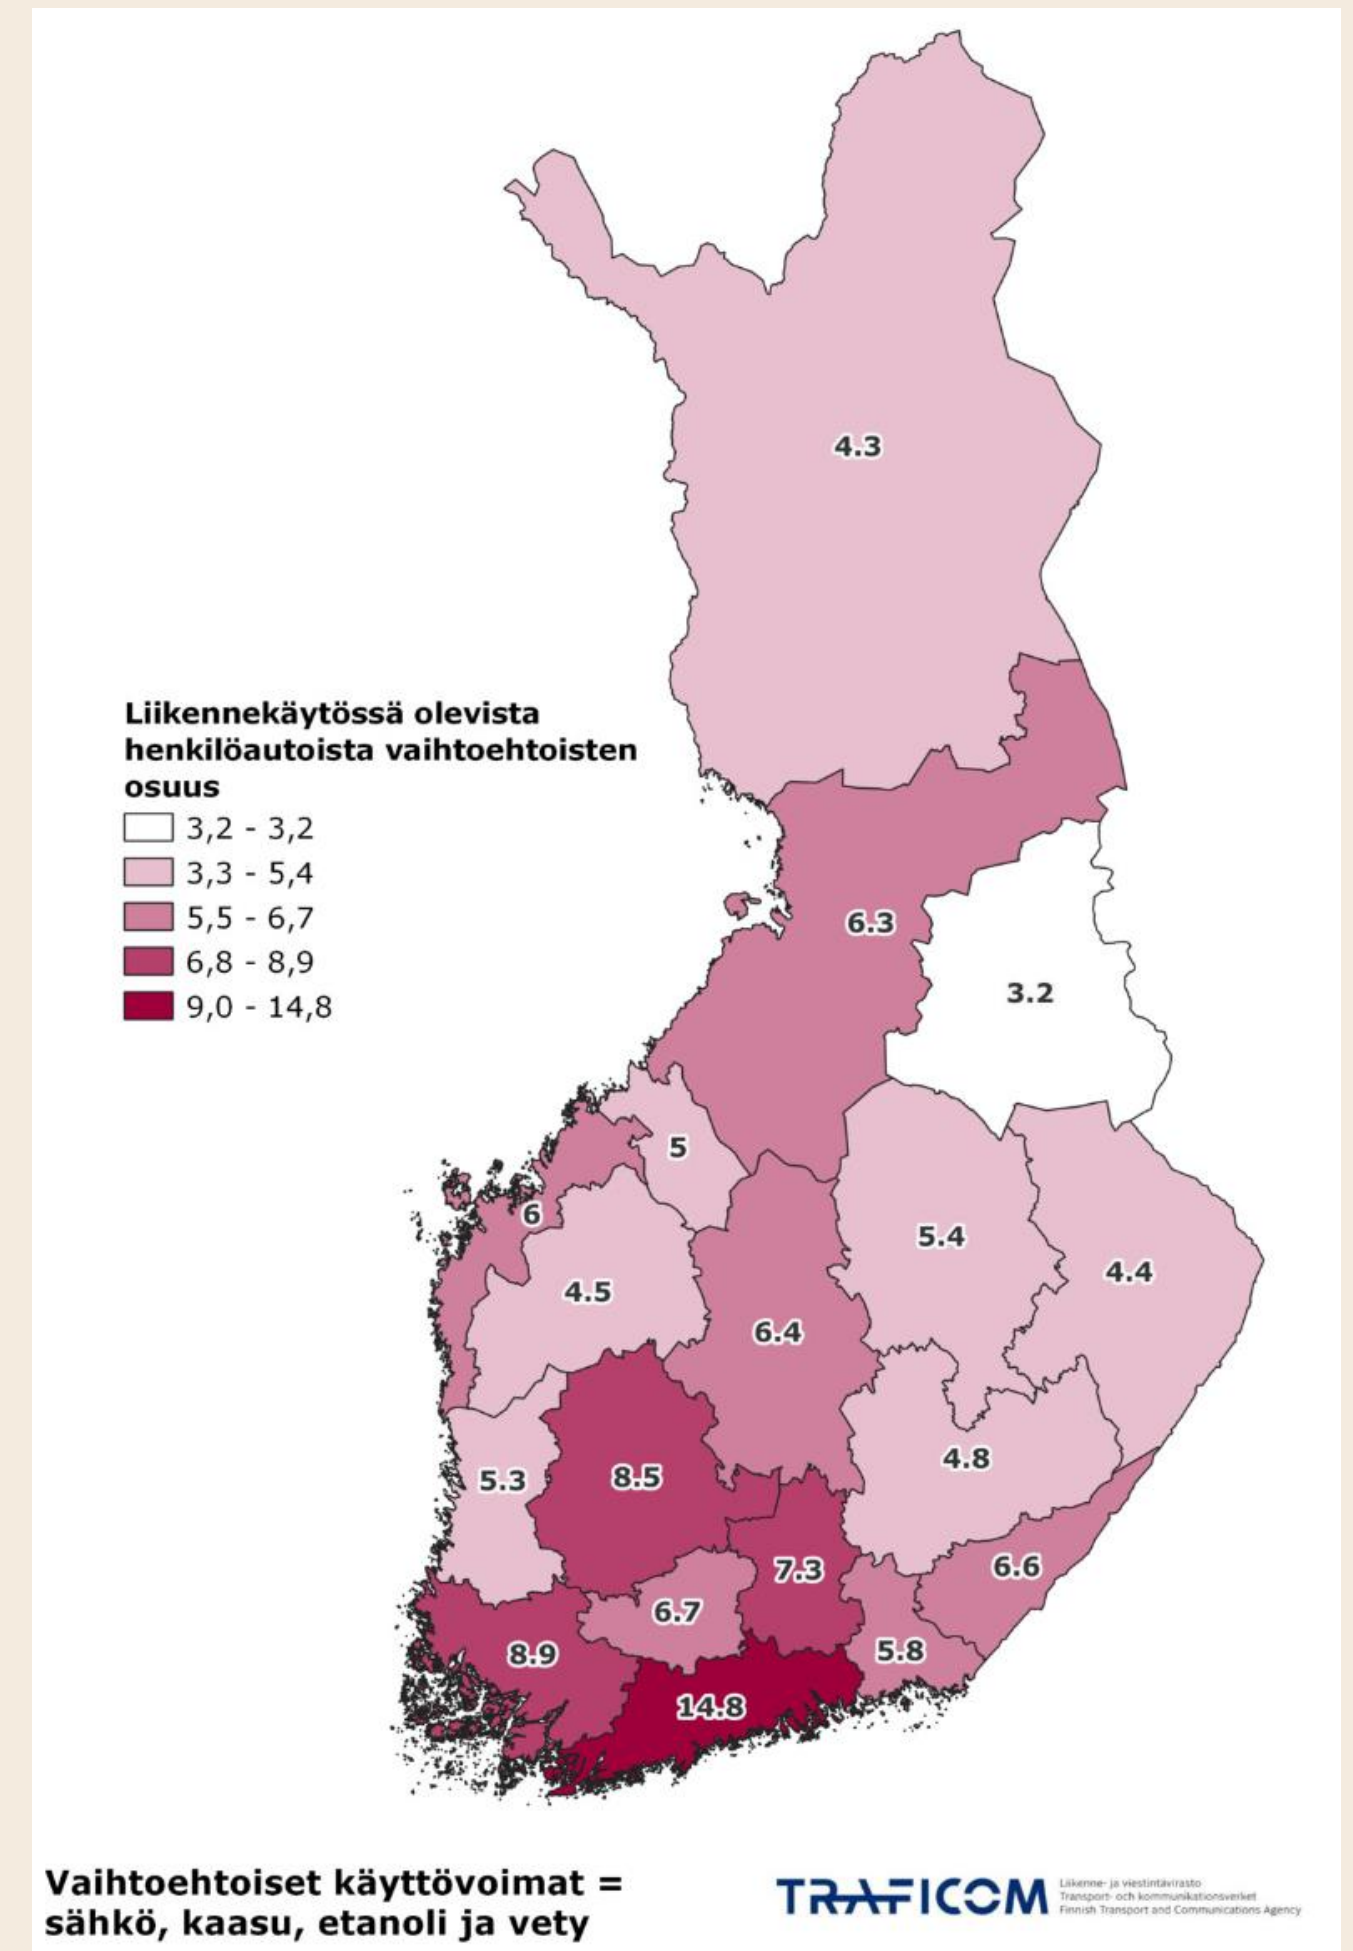 4.3
Liikennekäytössä olevista
henkilöautoista vaihtoehtoisten
osuus
3,2 - 3,2
3,3 - 5,4
5,5 - 6,7
6,8 - 8,9
9,0 - 14,8
6.3
3.2
5
6
5.4
4.4
4.5
6.4
4.8
5.3
8.5
6.6
7.3
6.7
5.8
8.9
14.8
Vaihtoehtoiset käyttövoimat =
sähkö, kaasu, etanoli ja vety
TRAFICOM
Liikenne- ja viestintävirasto
Transport- och kommunikationsverket
Finnish Transport and Communications Agency